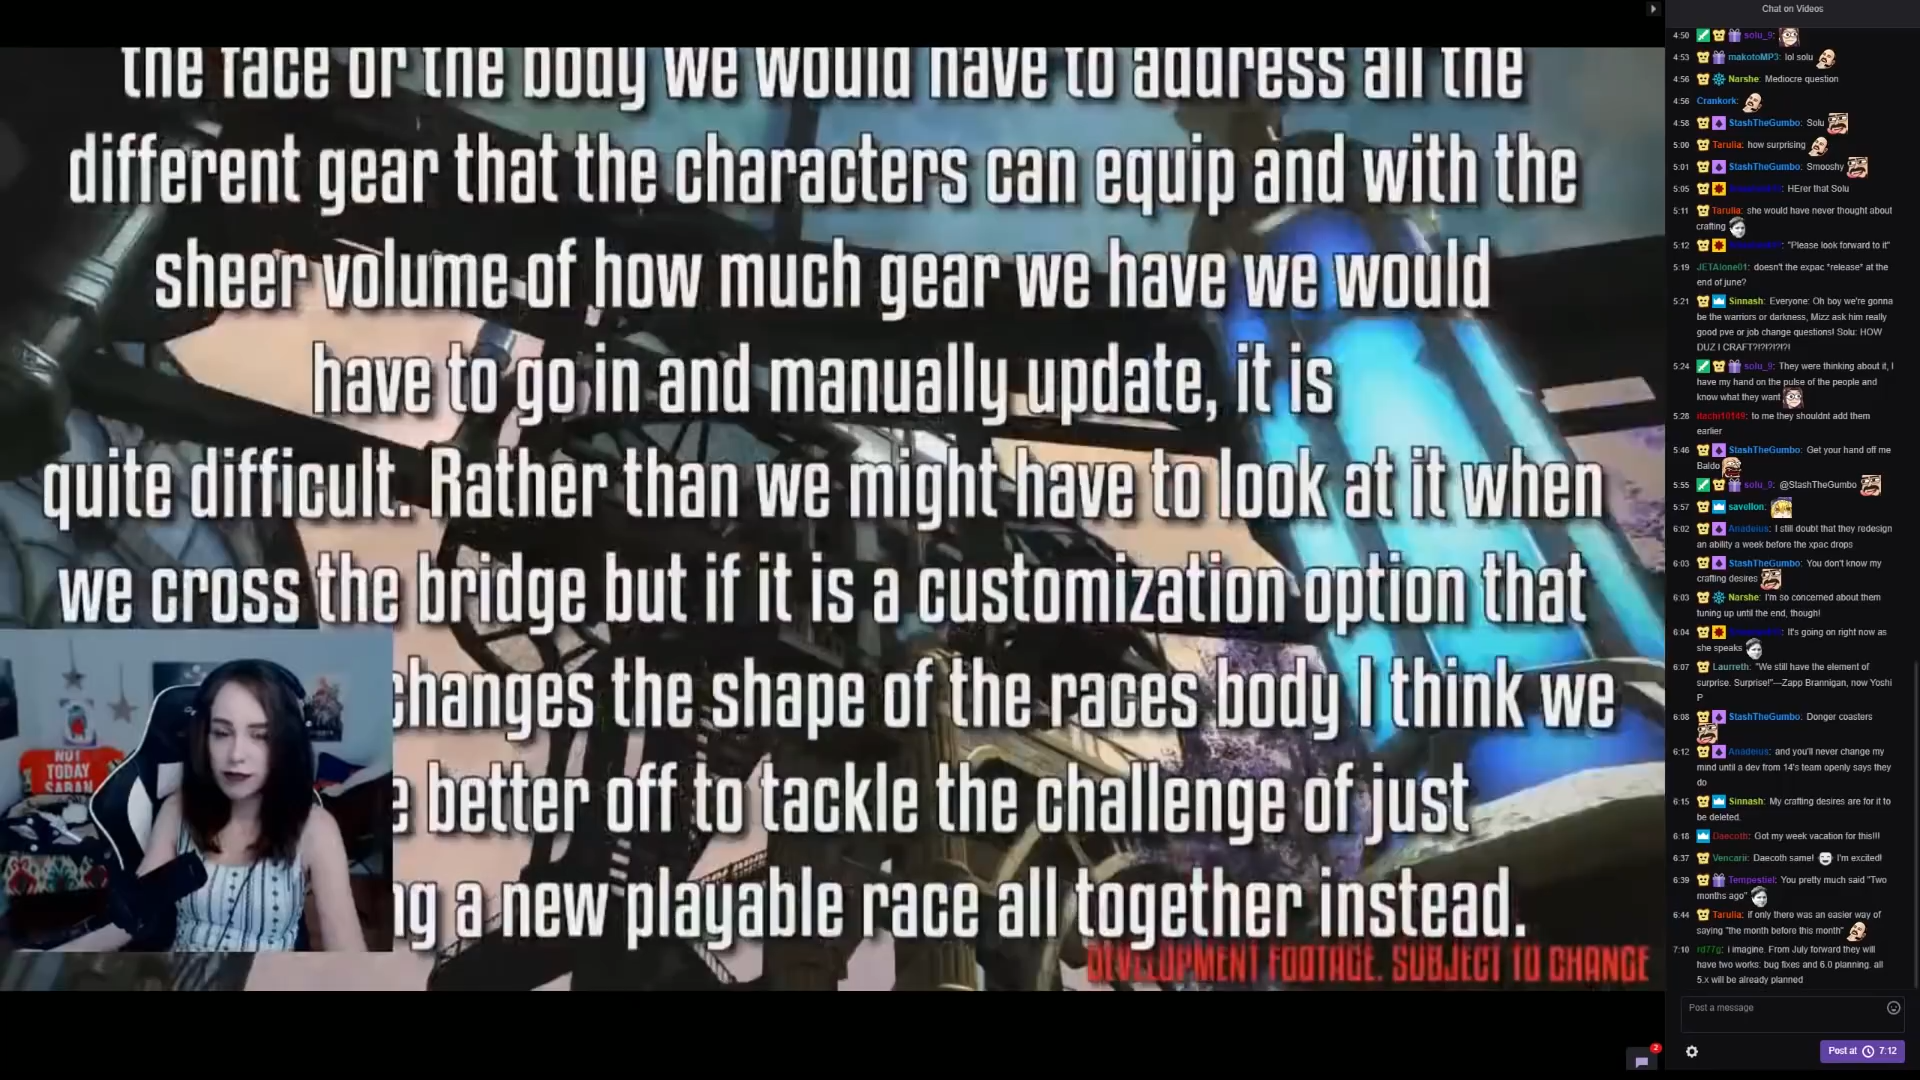 the face or the body we would have to address all the
different gear that the characters can equip and with the
sheer volume of how much gear we have we would
have to go in and manually update, it is
quite difficult. Rather than we might have to look at it when
we cross the bridge but if it is a customization option that
changes the shape of the races body I think we
better off to tackle the challenge of just
a new playable race all together instead.
DEVELOPMENT FOOTAGE. SUBJECT TO CHANGE
NOT
TODAY
SATAN
Chat on Videos
4:50 solu_9:
4:53 makotoMP3: lol solu
4:56 Narshe: Mediocre question
4:56 Crankork:
4:58 StashTheGumbo: Solu
5:00 Tarulia: how surprising
5:01 StashTheGumbo: Smooshy
5:05 : HErer that Solu
5:11 Tarulia: she would have never thought about
crafting
5:12 : "Please look forward to it"
5:19 JETAlone01: doesn't the expac *release* at the
end of june?
5:21 Sinnash: Everyone: Oh boy we're gonna
be the warriors or darkness, Mizz ask him really
good pve or job change questions! Solu: HOW
DUZ I CRAFT?!?!?!?!?!
5:24 solu_9: They were thinking about it, I
have my hand on the pulse of the people and
know what they want
5:28 itachi10149: to me they shouldnt add them
earlier
5:46 StashTheGumbo: Get your hand off me
Baldo
5:55 solu_9: @StashTheGumbo
5:57 savellon:
6:02 Anadeius: I still doubt that they redesign
an ability a week before the xpac drops
6:03 StashTheGumbo: You don't know my
crafting desires
6:03 Narshe: I'm so concerned about them
tuning up until the end, though!
6:04 : It's going on right now as
she speaks
6:07 Laurreth: "We still have the element of
surprise. Surprise!"—Zapp Brannigan, now Yoshi
P
6:08 StashTheGumbo: Donger coasters
6:12 Anadeius: and you'll never change my
mind until a dev from 14's team openly says they
do
6:15 Sinnash: My crafting desires are for it to
be deleted.
6:18 Daecoth: Got my week vacation for this!!!
6:37 Vencarii: Daecoth same! I'm excited!
6:39 Tempestiel: You pretty much said "Two
months ago"
6:44 Tarulia: if only there was an easier way of
saying "the month before this month"
7:10 rd77g: i imagine. From July forward they will
have two works: bug fixes and 6.0 planning. all
5.x will be already planned
Post a message
2
Post at 7:12